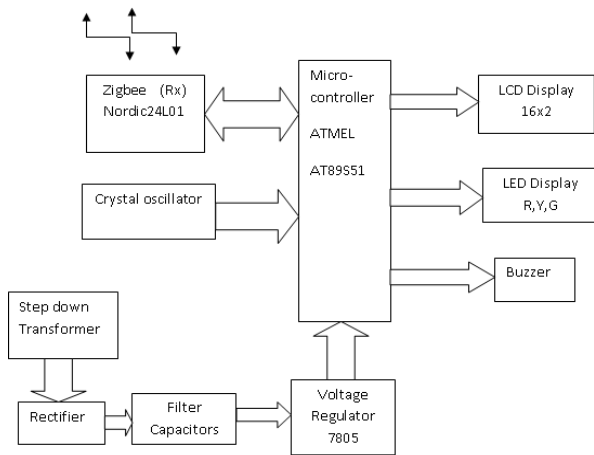 Zigbee (Rx)
Nordic24L01
Micro-
controller
ATMEL
AT89S51
LCD Display
16x2
Crystal oscillator
LED Display
R,Y,G
Buzzer
Step down
Transformer
Rectifier
Filter
Capacitors
Voltage
Regulator
7805